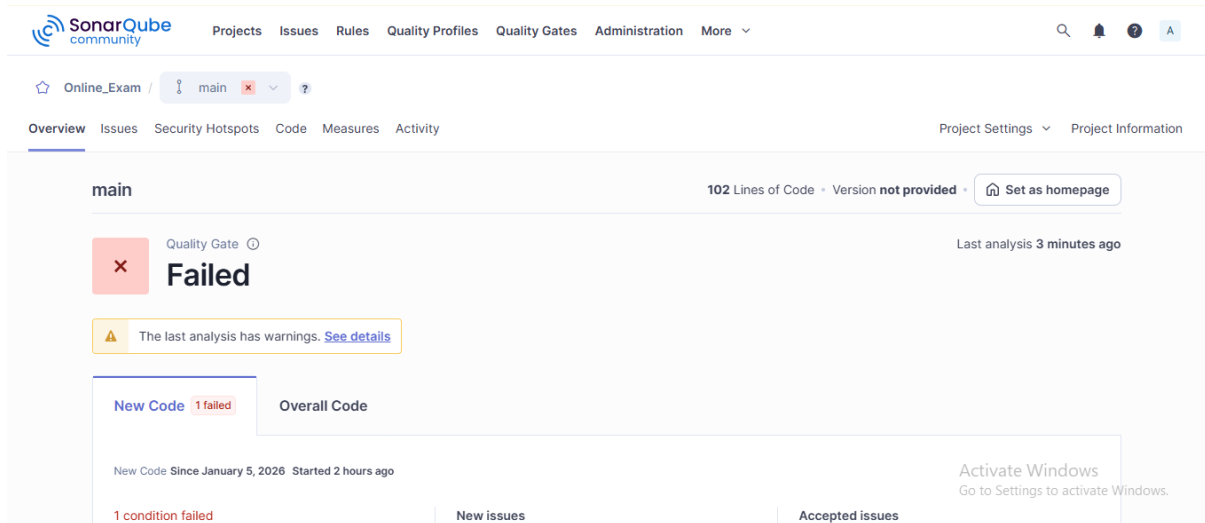 SonarQube
community
Projects Issues Rules Quality Profiles Quality Gates Administration More
? A
Online_Exam / main ?
Overview Issues Security Hotspots Code Measures Activity Project Settings Project Information
main 102 Lines of Code • Version not provided • Set as homepage
Quality Gate Last analysis 3 minutes ago
Failed
The last analysis has warnings. See details
New Code 1 failed Overall Code
New Code Since January 5, 2026 Started 2 hours ago
Activate Windows
Go to Settings to activate Windows.
1 condition failed New issues Accepted issues